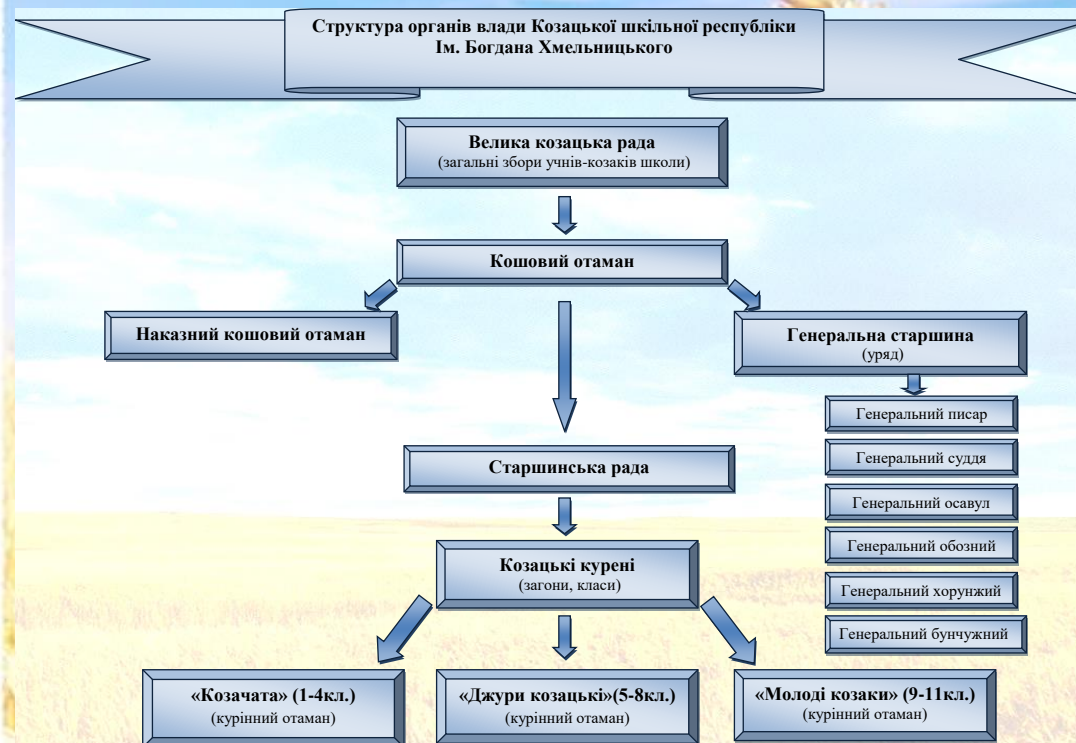 Структура органів влади Козацької шкільної республіки
Ім. Богдана Хмельницького
Велика козацька рада
(загальні збори учнів-козаків школи)
Кошовий отаман
Наказний кошовий отаман
Генеральна старшина
(уряд)
Генеральний писар
Генеральний суддя
Генеральний осавул
Генеральний обозний
Генеральний хорунжий
Генеральний бунчужний
Старшинська рада
Козацькі курені
(загони, класи)
«Козачата» (1-4кл.)
(курінний отаман)
«Джури козацькі»(5-8кл.)
(курінний отаман)
«Молоді козаки» (9-11кл.)
(курінний отаман)